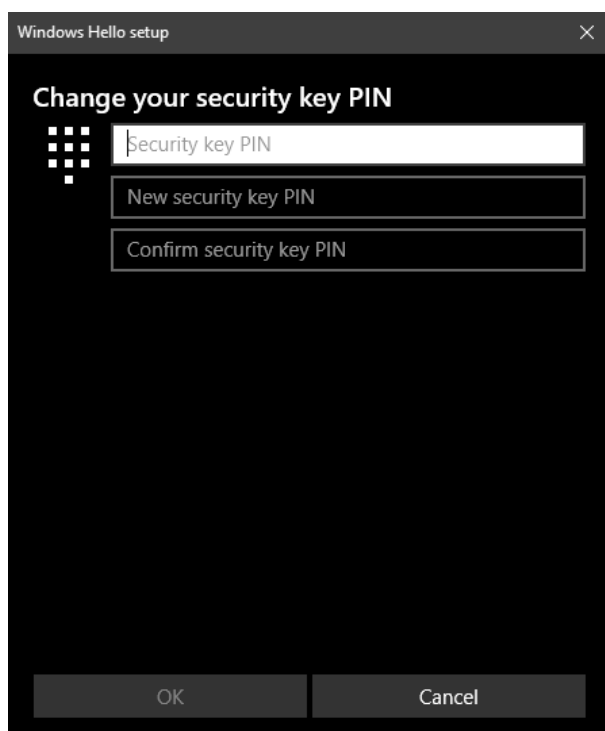 Windows Hello setup
Change your security key PIN
Security key PIN
New security key PIN
Confirm security key PIN
OK
Cancel